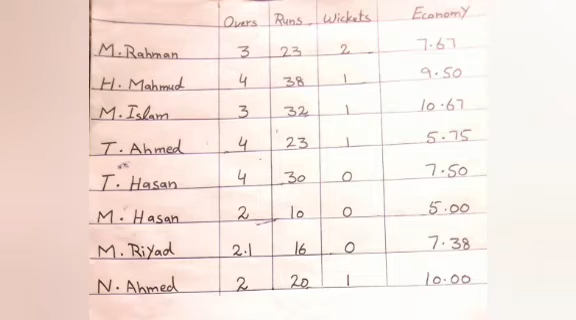 Overs Runs Wickets Economy
M. Rahman 3 23 2 7.67
H. Mahmud 4 38 1 9.50
M. Islam 3 32 1 10.67
T. Ahmed 4 23 1 5.75
T. Hasan 4 30 0 7.50
M. Hasan 2 10 0 5.00
M. Riyad 2.1 16 0 7.38
N. Ahmed 2 20 1 10.00